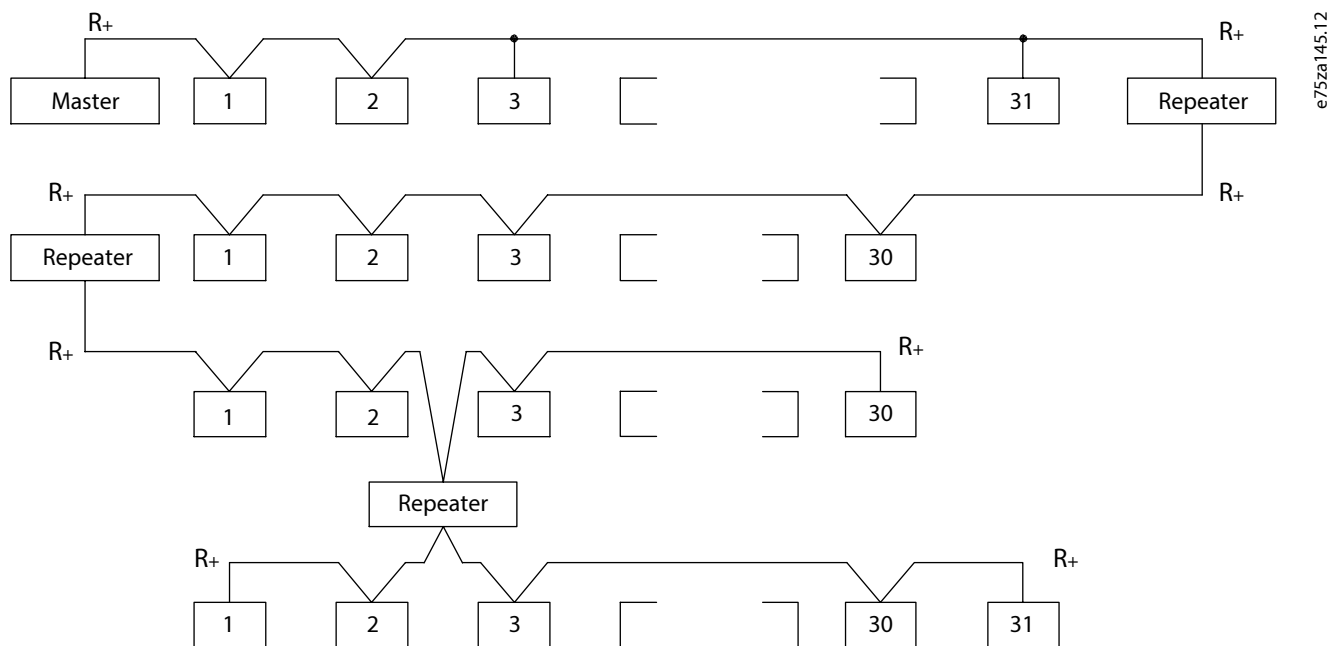 R+ R+
Master 1 2 3 31 Repeater
R+ R+
Repeater 1 2 3 30
R+ R+
1 2 3 30
Repeater
R+ R+
1 2 3 30 31
e75za145.12